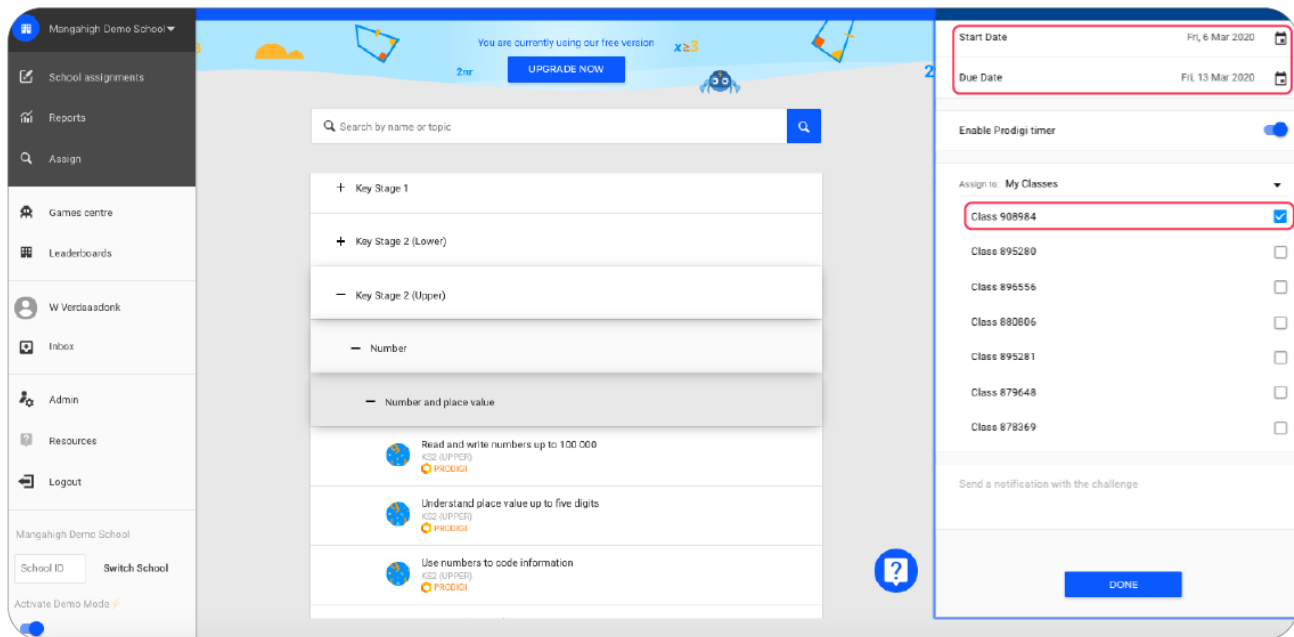 Mangahigh Demo School
School assignments
Reports
Assign
Games centre
Leaderboards
W Verdaasdonk
Inbox
Admin
Resources
Logout
Mangahigh Demo School
School ID
Switch School
Activate Demo Mode
3
You are currently using our free version
UPGRADE NOW
2πr
x≥3
2
Search by name or topic
+ Key Stage 1
+ Key Stage 2 (Lower)
− Key Stage 2 (Upper)
− Number
− Number and place value
Read and write numbers up to 100 000
KS2 (UPPER)
PRODIGI
Understand place value up to five digits
KS2 (UPPER)
PRODIGI
Use numbers to code information
KS2 (UPPER)
PRODIGI
Start Date Fri, 6 Mar 2020
Due Date Fri, 13 Mar 2020
Enable Prodigi timer
Assign to: My Classes
Class 908984
Class 895280
Class 896556
Class 880806
Class 895281
Class 879648
Class 878369
Send a notification with the challenge
DONE